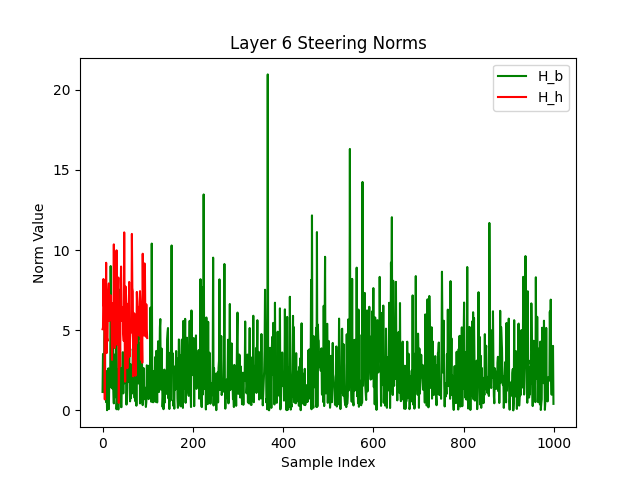 Layer 6 Steering Norms
H_b
H_h
20
15
10
5
0
Norm Value
0 200 400 600 800 1000
Sample Index